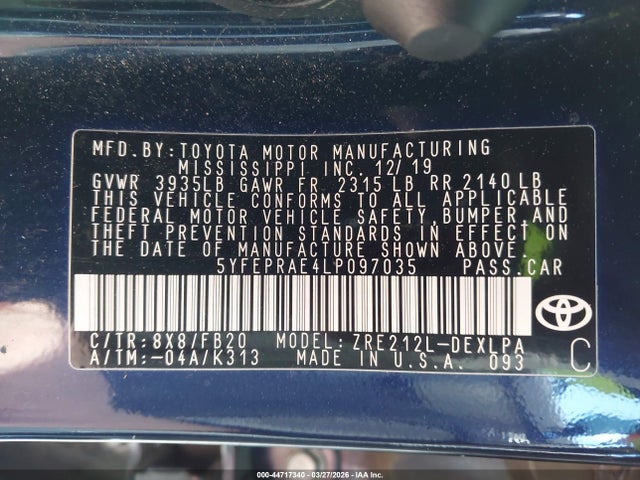 MFD. BY: TOYOTA MOTOR MANUFACTURING
MISSISSIPPI INC. 12/19
GVWR 3935LB GAWR FR 2315 LB RR 2140 LB
THIS VEHICLE CONFORMS TO ALL APPLICABLE
FEDERAL MOTOR VEHICLE SAFETY, BUMPER, AND
THEFT PREVENTION STANDARDS IN EFFECT ON
THE DATE OF MANUFACTURE SHOWN ABOVE.
5YFEPRAE4LP097035 PASS. CAR
C/TR: 8X8/FB20 MODEL: ZRE212L-DEXLPA
A/TM: -04A/K313 MADE IN U.S.A. 093 C
000-44717340 | 03/27/2026 | IAA Inc.